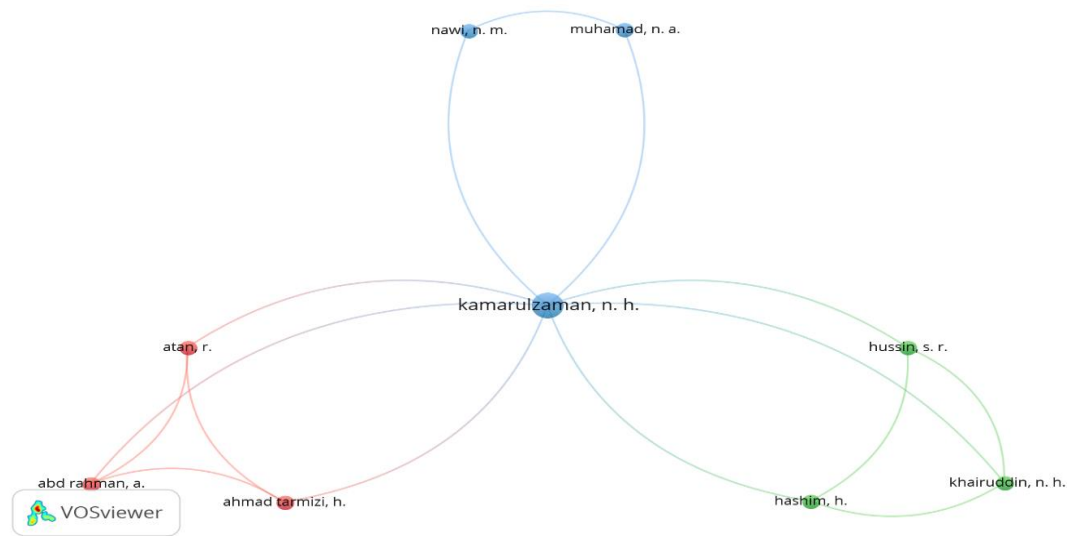 nawi, n. m.
muhamad, n. a.
kamarulzaman, n. h.
atan, r.
hussin, s. r.
abd rahman, a.
ahmad tarmizi, h.
hashim, h.
khairuddin, n. h.
VOSviewer